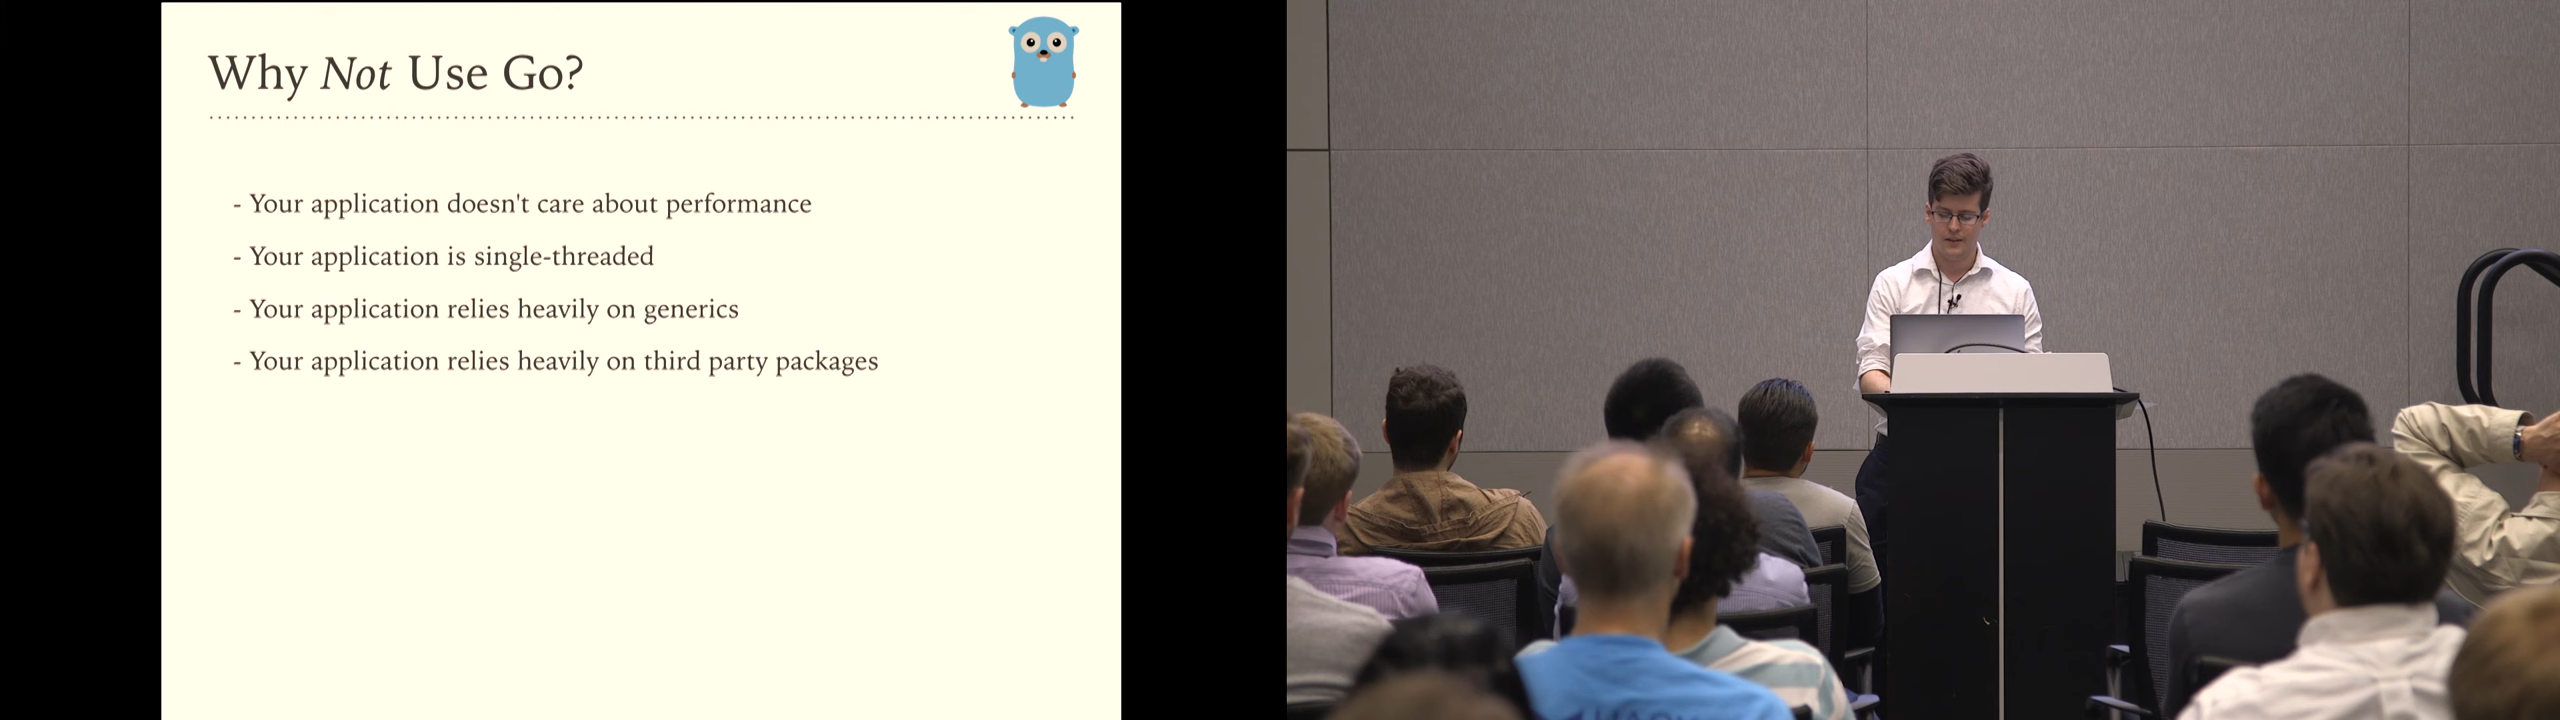 Why Not Use Go?
- Your application doesn't care about performance
- Your application is single-threaded
- Your application relies heavily on generics
- Your application relies heavily on third party packages